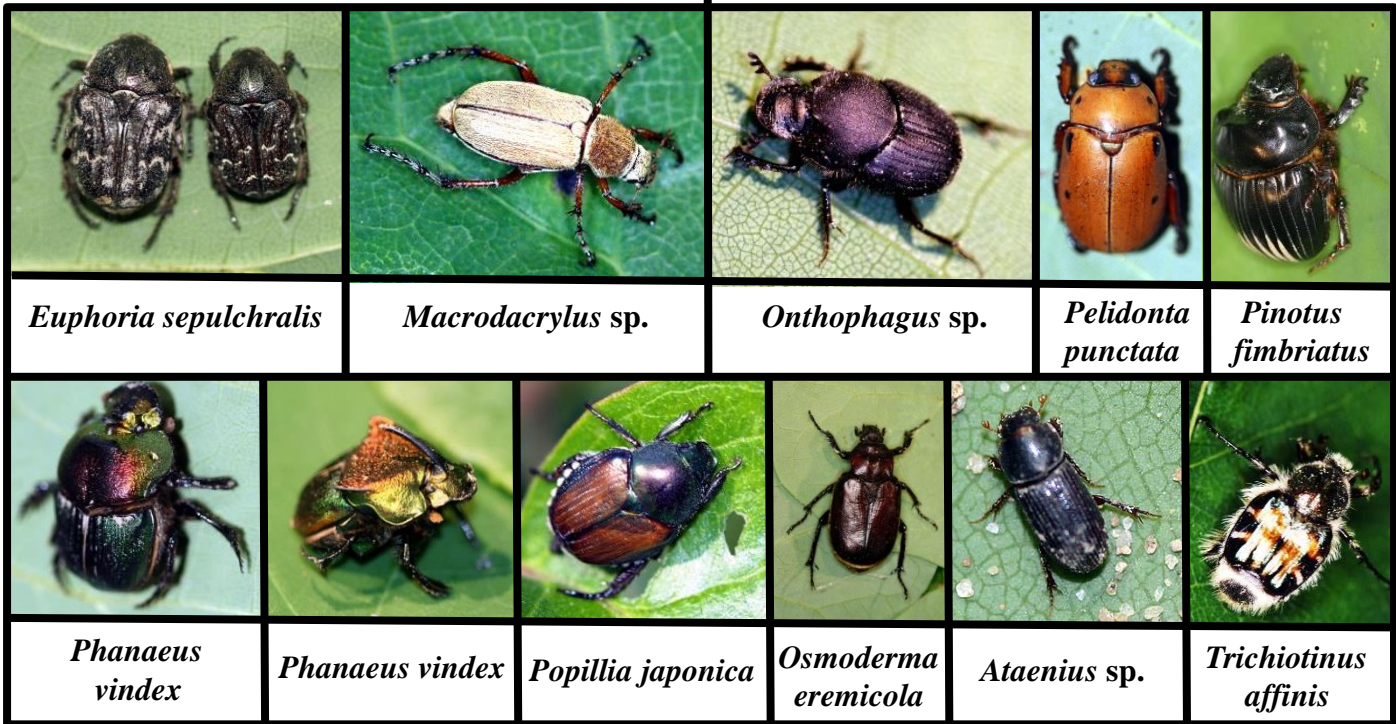 Euphoria sepulchralis
Macrodacrylus sp.
Onthophagus sp.
Pelidonta
punctata
Pinotus
fimbriatus
Phanaeus
vindex
Phanaeus vindex
Popillia japonica
Osmoderma
eremicola
Ataenius sp.
Trichiotinus
affinis